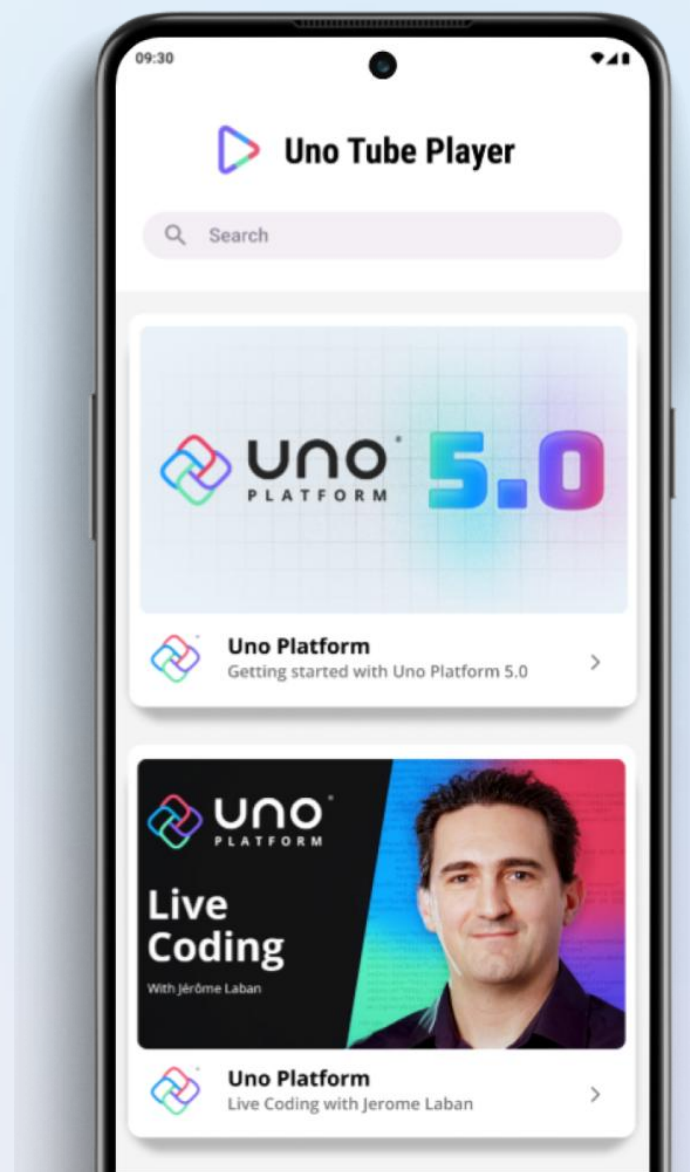 09:30
Uno Tube Player
Search
UNO
PLATFORM
5.0
Uno Platform
Getting started with Uno Platform 5.0
UNO
PLATFORM
Live
Coding
With Jérôme Laban
Uno Platform
Live Coding with Jerome Laban